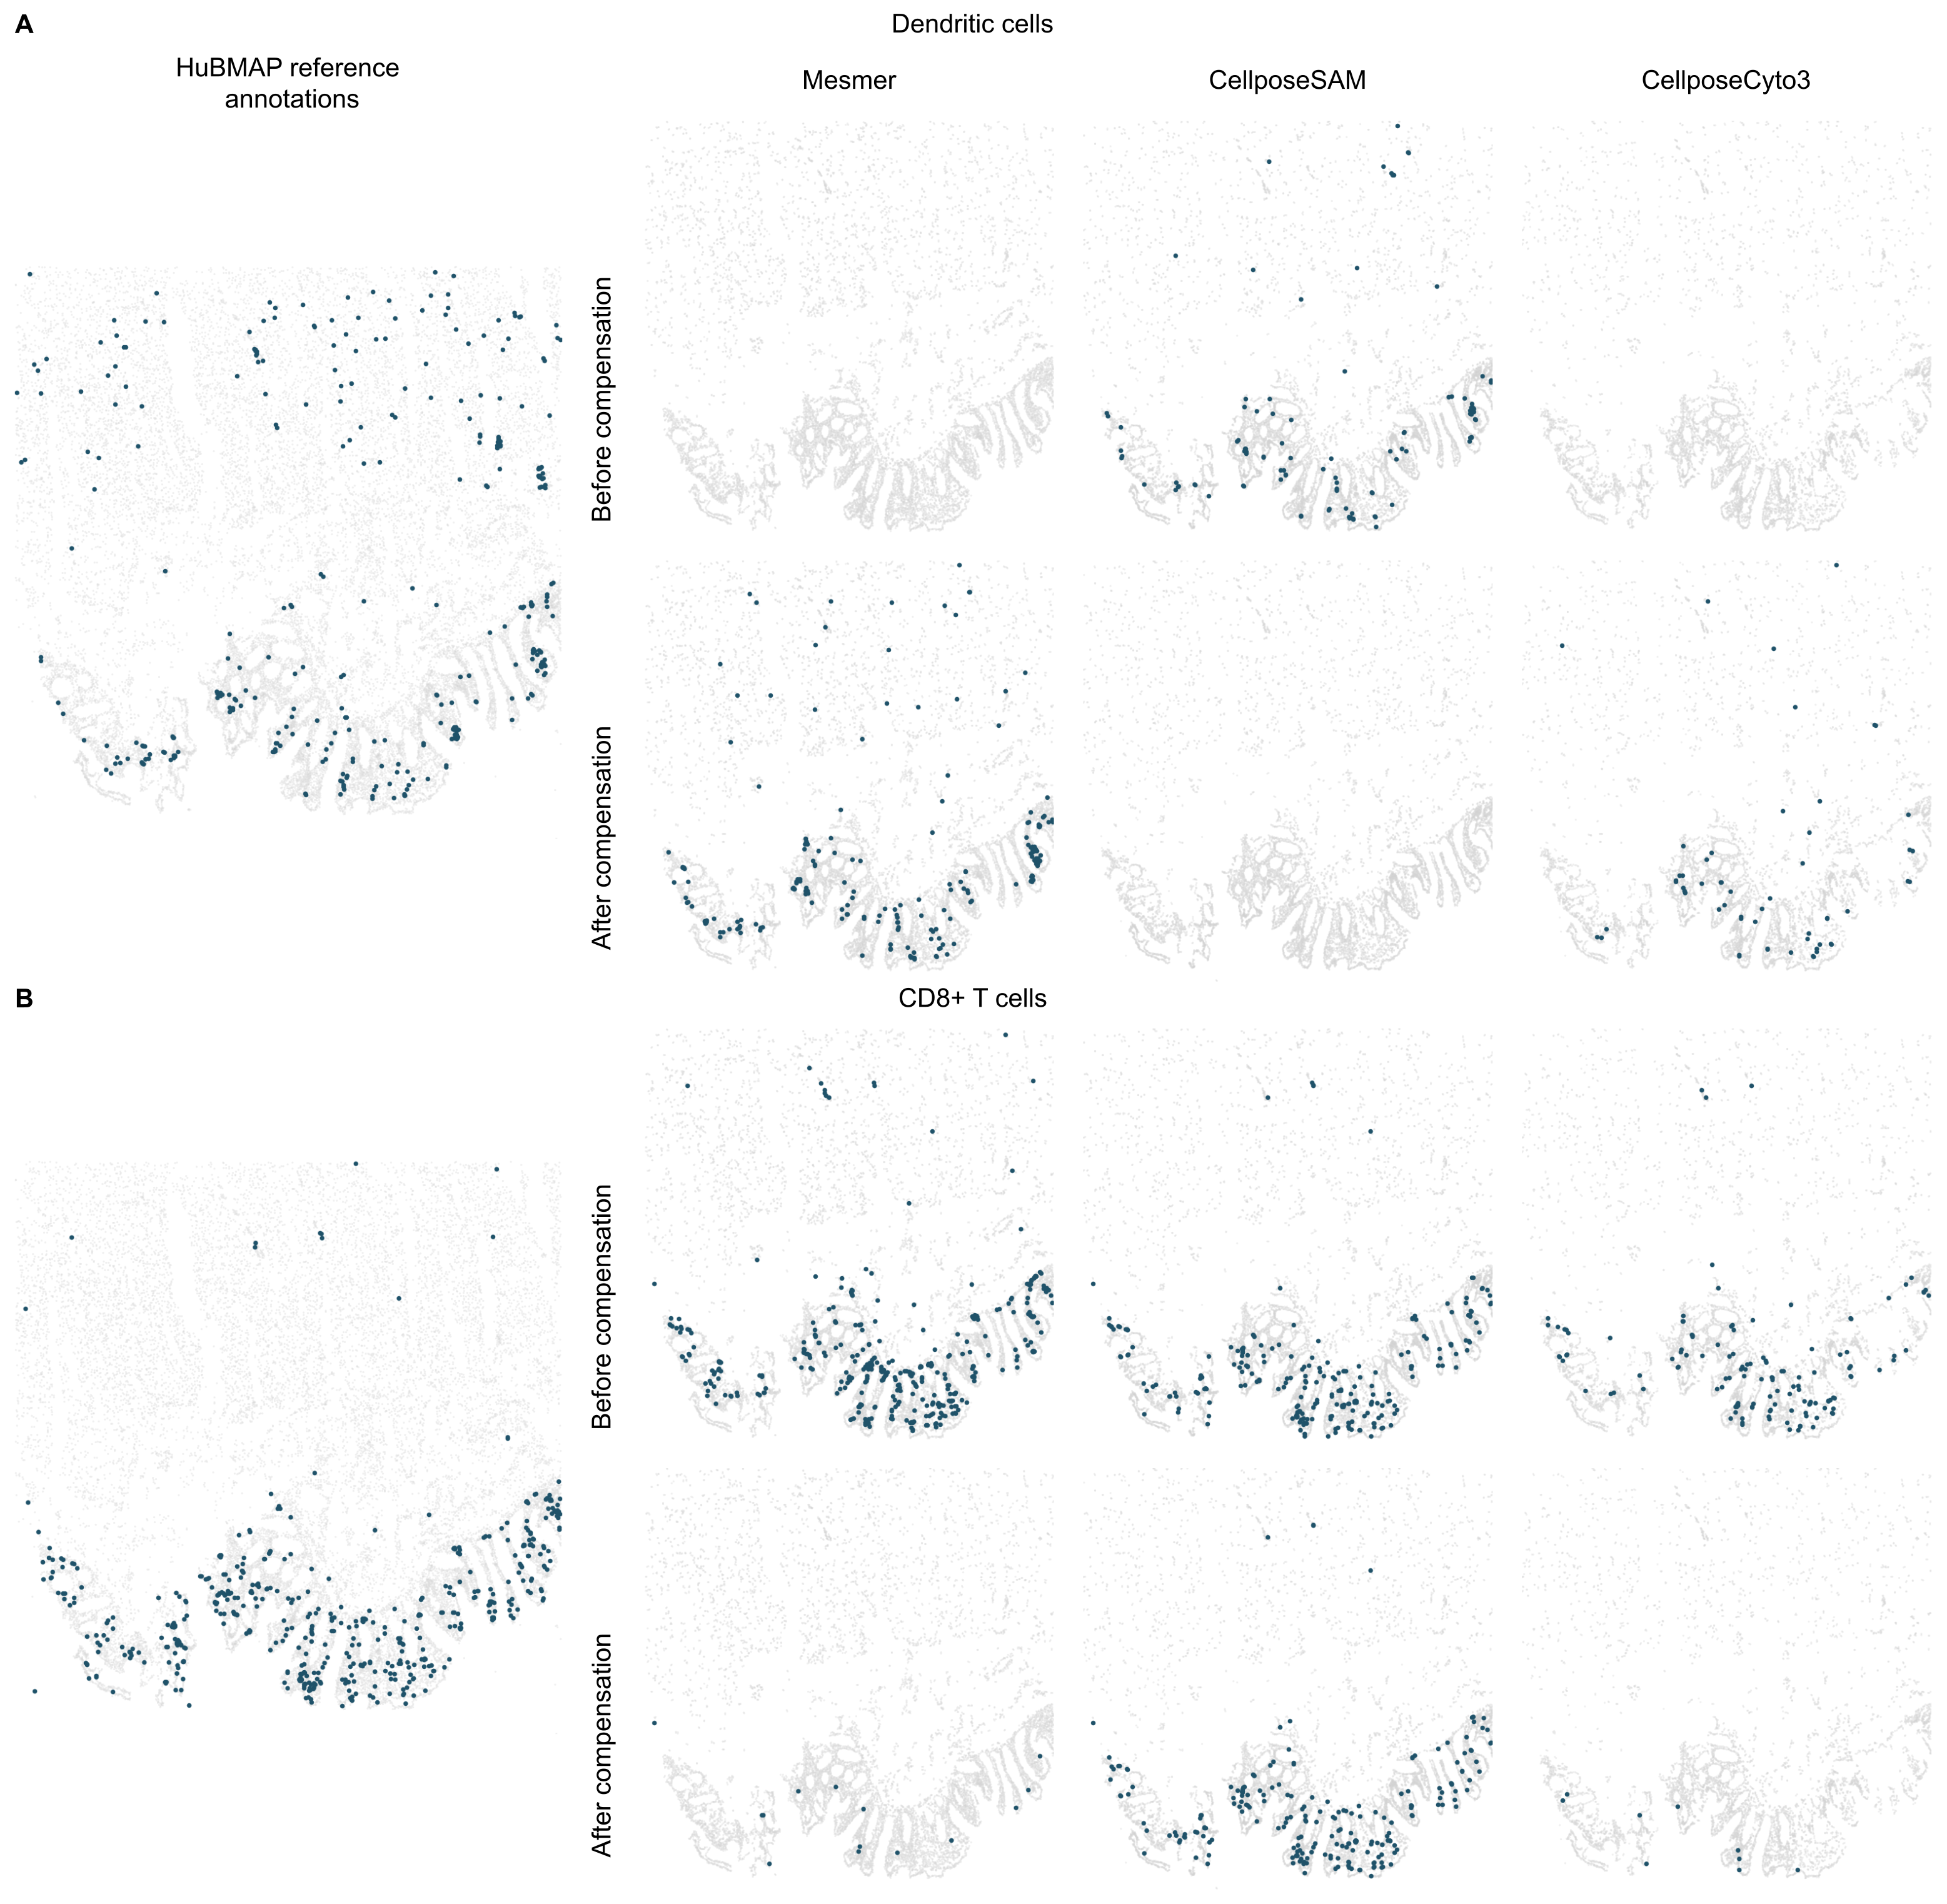 A
Dendritic cells
HuBMAP reference
annotations
Mesmer
CellposeSAM
CellposeCyto3
Before compensation
After compensation
B
CD8+ T cells
Before compensation
After compensation